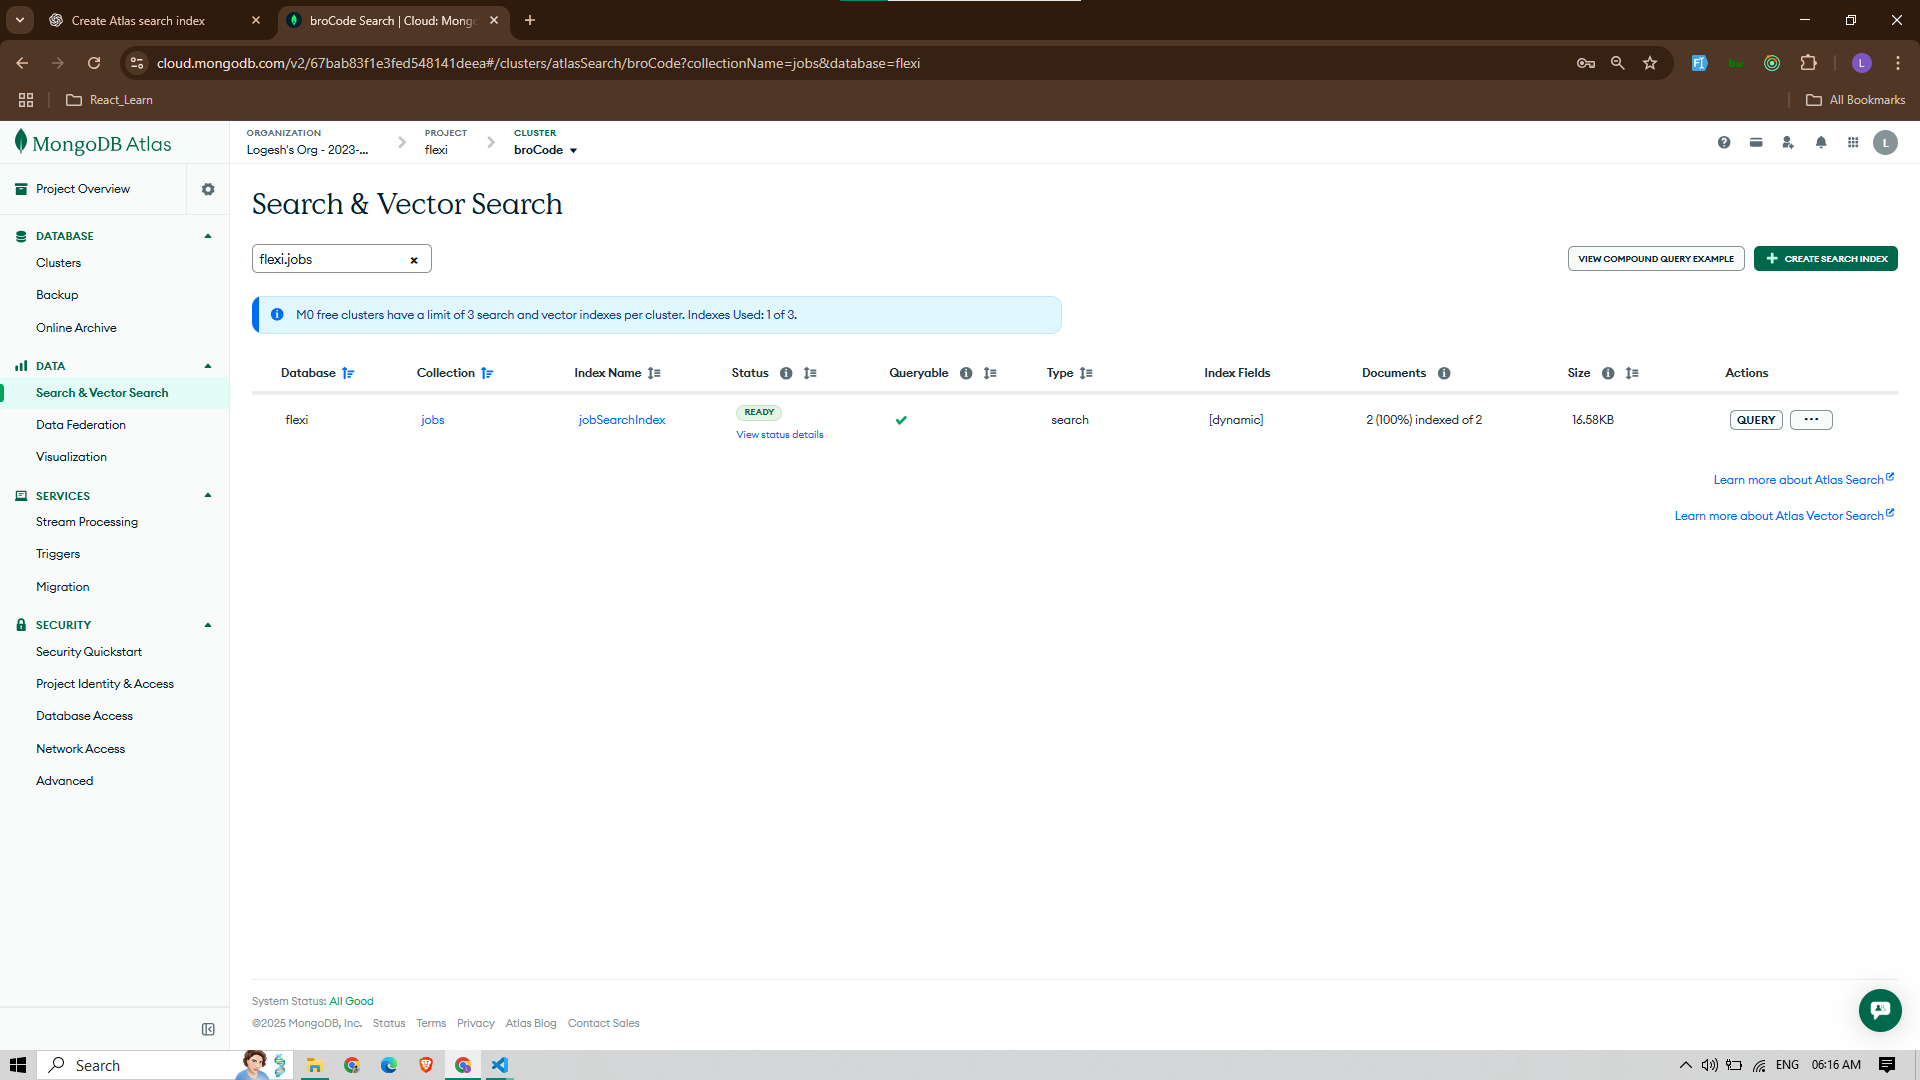 Create Atlas search index
broCode Search | Cloud: Mong
cloud.mongodb.com/v2/67bab83f1e3fed548141deea#/clusters/atlasSearch/broCode?collectionName=jobs&database=flexi
L
React_Learn
All Bookmarks
MongoDB Atlas
ORGANIZATION
Logesh's Org - 2023-...
PROJECT
flexi
CLUSTER
broCode
L
Project Overview
DATABASE
Clusters
Backup
Online Archive
DATA
Search & Vector Search
Data Federation
Visualization
SERVICES
Stream Processing
Triggers
Migration
SECURITY
Security Quickstart
Project Identity & Access
Database Access
Network Access
Advanced
Search & Vector Search
flexi.jobs
VIEW COMPOUND QUERY EXAMPLE
CREATE SEARCH INDEX
M0 free clusters have a limit of 3 search and vector indexes per cluster. Indexes Used: 1 of 3.
Database Collection Index Name Status Queryable Type Index Fields Documents Size Actions
flexi jobs jobSearchIndex READY search [dynamic] 2 (100%) indexed of 2 16.58KB QUERY ...
View status details
Learn more about Atlas Search
Learn more about Atlas Vector Search
System Status: All Good
©2025 MongoDB, Inc. Status Terms Privacy Atlas Blog Contact Sales
Search
ENG
06:16 AM